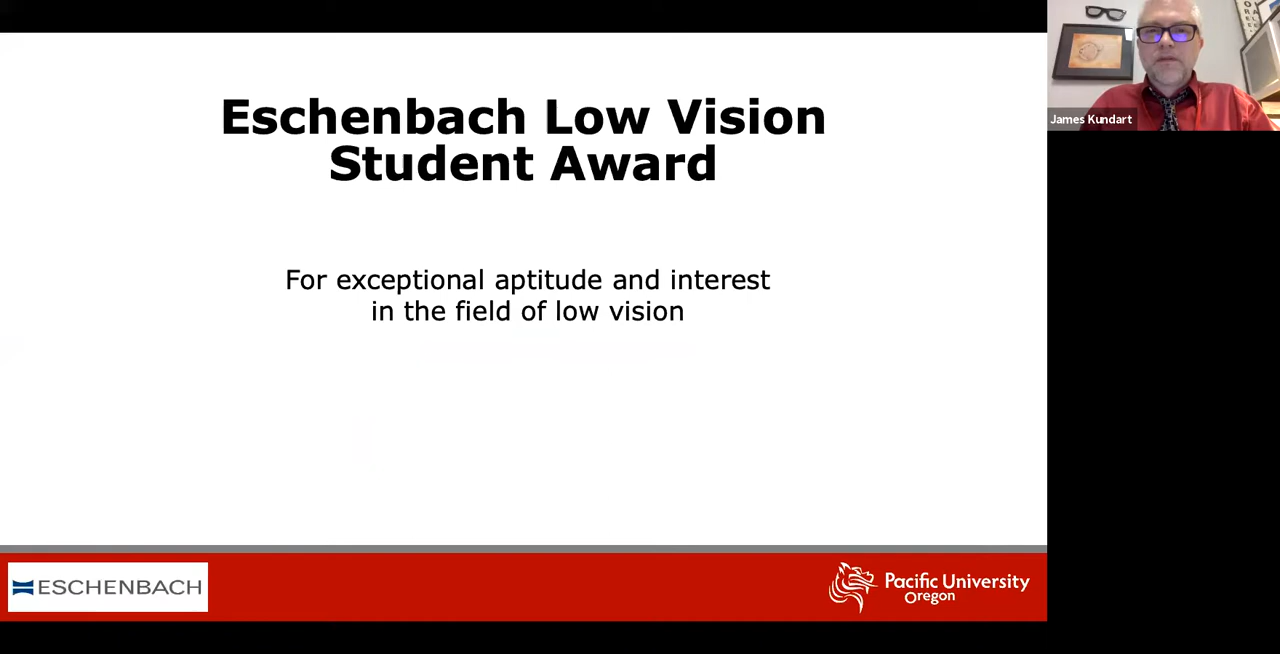 Eschenbach Low Vision
Student Award
For exceptional aptitude and interest
in the field of low vision
ESCHENBACH
Pacific University
Oregon
James Kundart